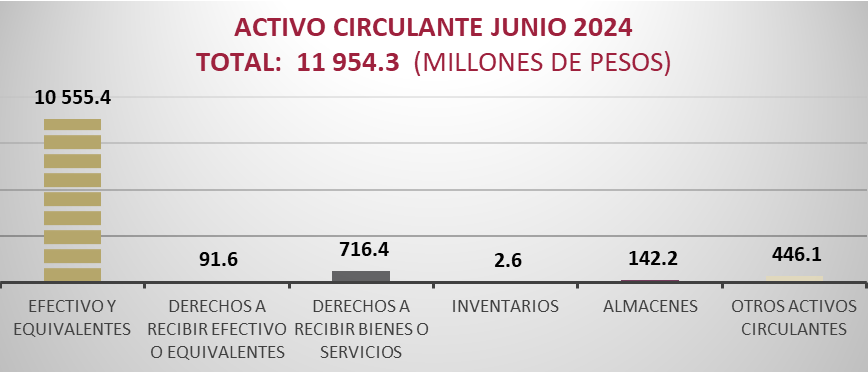 ACTIVO CIRCULANTE JUNIO 2024
TOTAL: 11 954.3 (MILLONES DE PESOS)
10 555.4
91.6
716.4
2.6
142.2
446.1
EFECTIVO Y
EQUIVALENTES
DERECHOS A
RECIBIR EFECTIVO
O EQUIVALENTES
DERECHOS A
RECIBIR BIENES O
SERVICIOS
INVENTARIOS
ALMACENES
OTROS ACTIVOS
CIRCULANTES